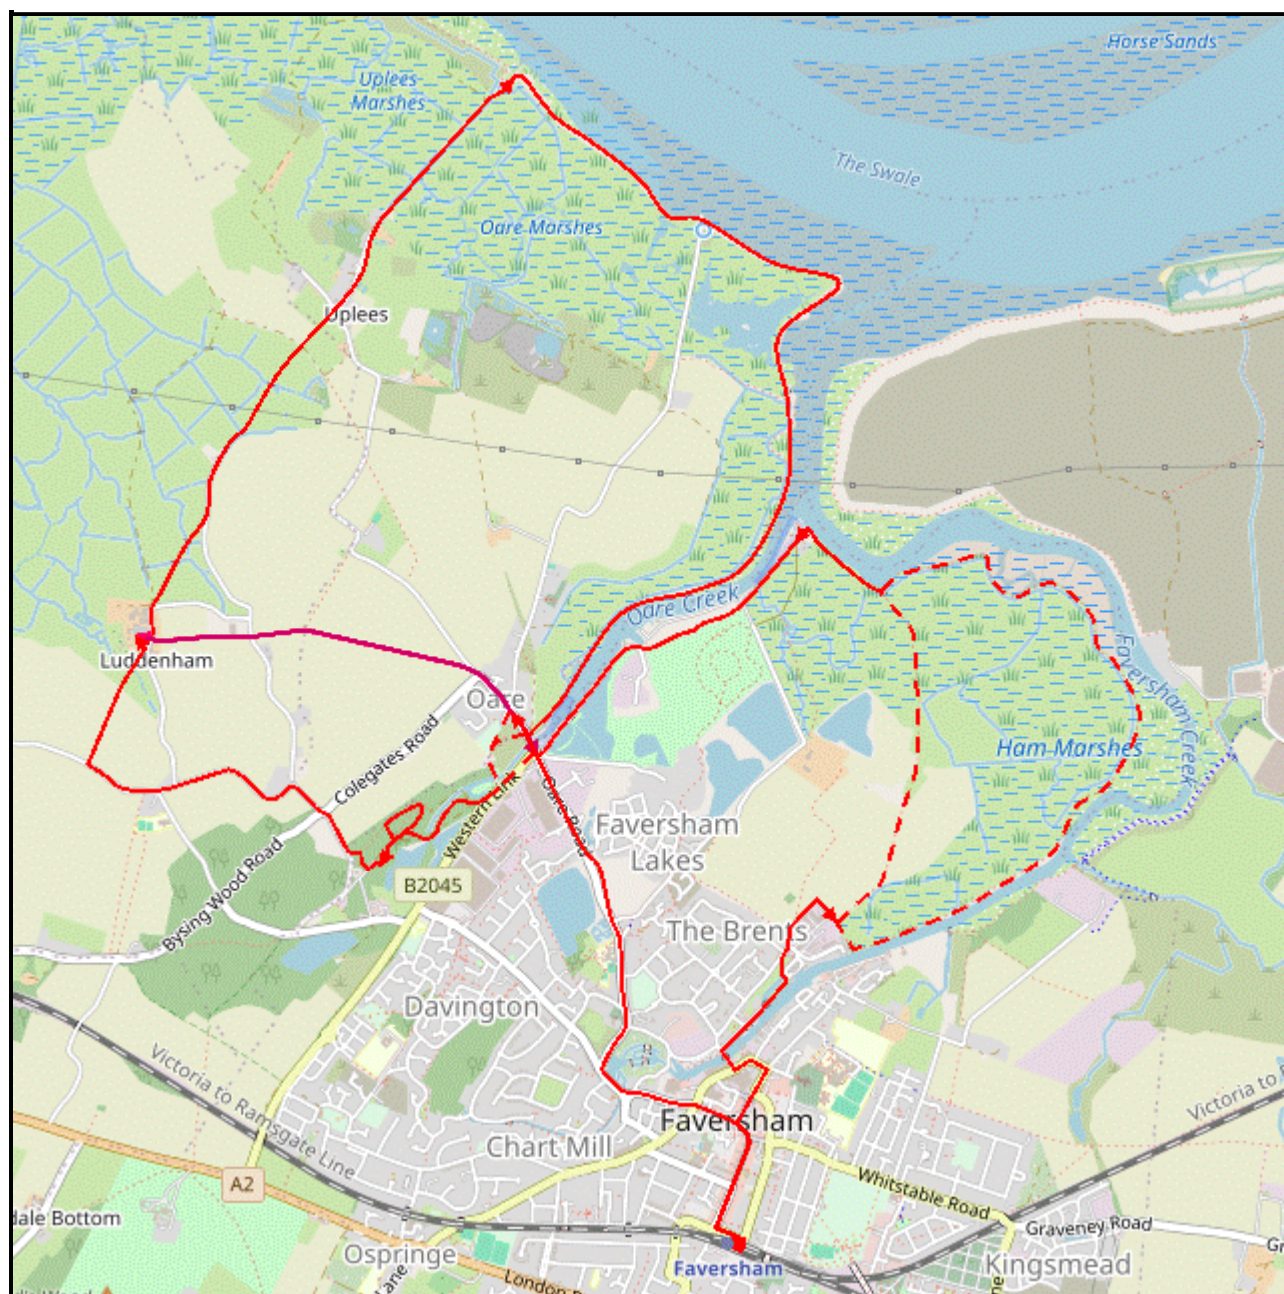 Horse Sands
Uplees
Marshes
The Swale
Oare Marshes
Uplees
Oare Creek
Luddenham
Faversham Creek
Oare
Colegates Road
Ham Marshes
Western Link
Oare Road
Faversham
Lakes
B2045
Bysing Wood Road
The Brents
Davington
Victoria to Ramsgate Line
Victoria to
Faversham
Chart Mill
A2
Whitstable Road
dale Bottom
Graveney Road
Gr
Ospringe
Faversham
Kingsmead
Lane
London